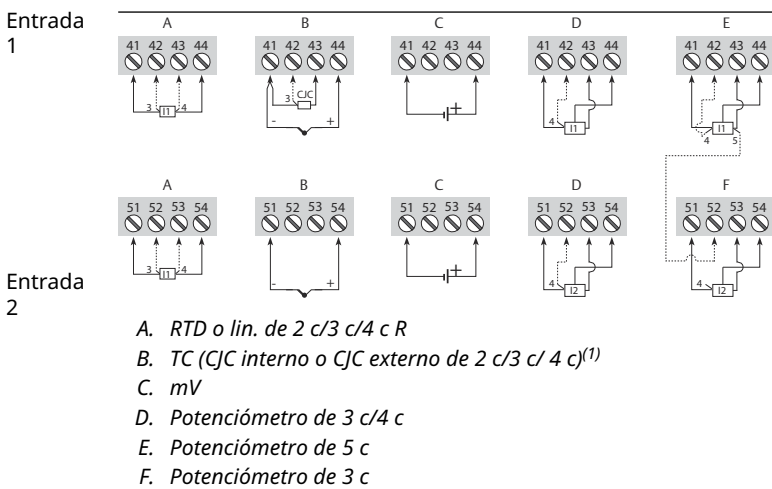 Entrada
1
A B C D E
41 42 43 44 41 42 43 44 41 42 43 44 41 42 43 44 41 42 43 44
3 I1 4 3 CJC - + + 4 I1 4 I1 5
A B C D F
51 52 53 54 51 52 53 54 51 52 53 54 51 52 53 54 51 52 53 54
3 I1 4 - + + 4 I2 4 I2
Entrada
2
A. RTD o lin. de 2 c/3 c/4 c R
B. TC (CJC interno o CJC externo de 2 c/3 c/ 4 c)(1)
C. mV
D. Potenciómetro de 3 c/4 c
E. Potenciómetro de 5 c
F. Potenciómetro de 3 c